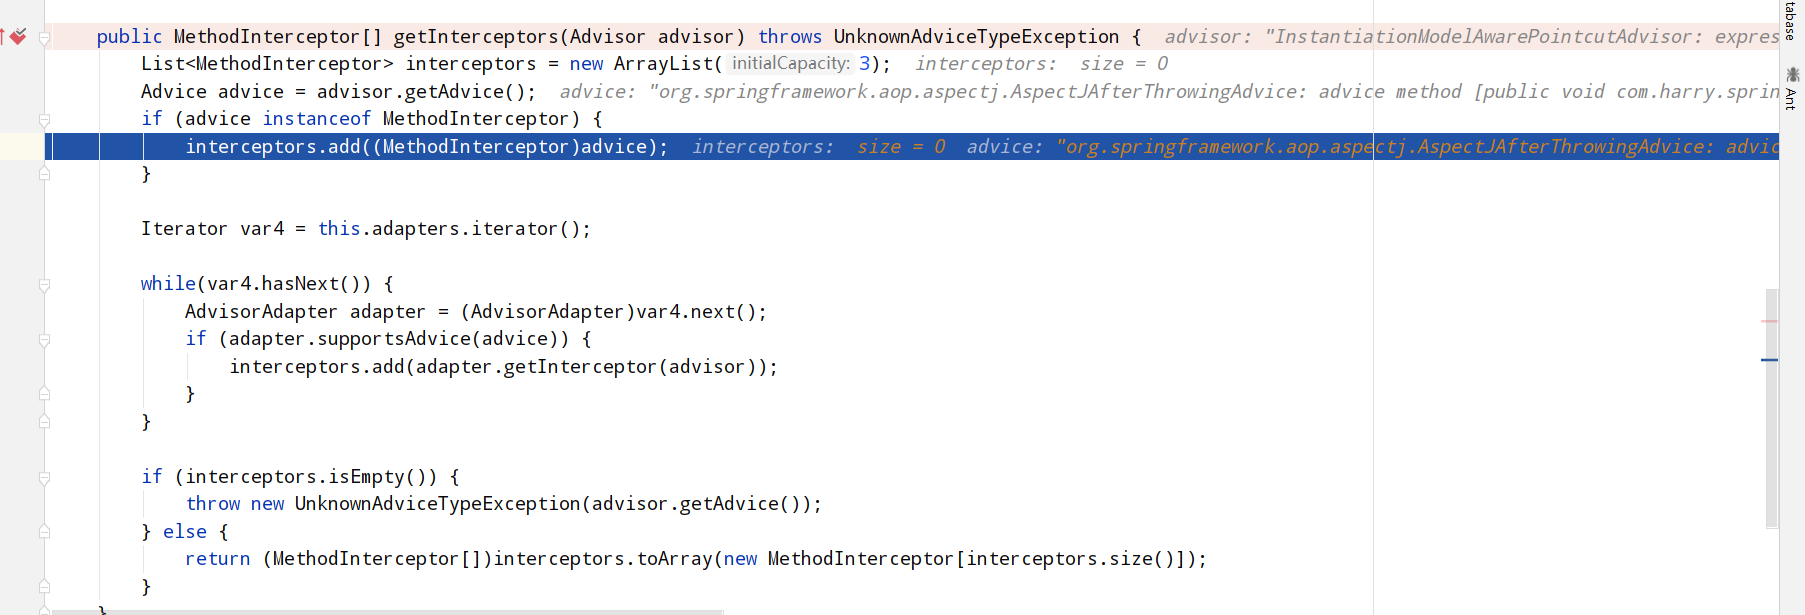 public MethodInterceptor[] getInterceptors(Advisor advisor) throws UnknownAdviceTypeException {  advisor: "InstantiationModelAwarePointcutAdvisor: expres
List<MethodInterceptor> interceptors = new ArrayList( initialCapacity: 3);  interceptors:  size = 0
Advice advice = advisor.getAdvice();  advice: "org.springframework.aop.aspectj.AspectJAfterThrowingAdvice: advice method [public void com.harry.sprin
if (advice instanceof MethodInterceptor) {
interceptors.add((MethodInterceptor)advice);  interceptors:  size = 0  advice: "org.springframework.aop.aspectj.AspectJAfterThrowingAdvice: advic
}
Iterator var4 = this.adapters.iterator();
while(var4.hasNext()) {
AdvisorAdapter adapter = (AdvisorAdapter)var4.next();
if (adapter.supportsAdvice(advice)) {
interceptors.add(adapter.getInterceptor(advisor));
}
}
if (interceptors.isEmpty()) {
throw new UnknownAdviceTypeException(advisor.getAdvice());
} else {
return (MethodInterceptor[])interceptors.toArray(new MethodInterceptor[interceptors.size()]);
}
}
tabase
Ant